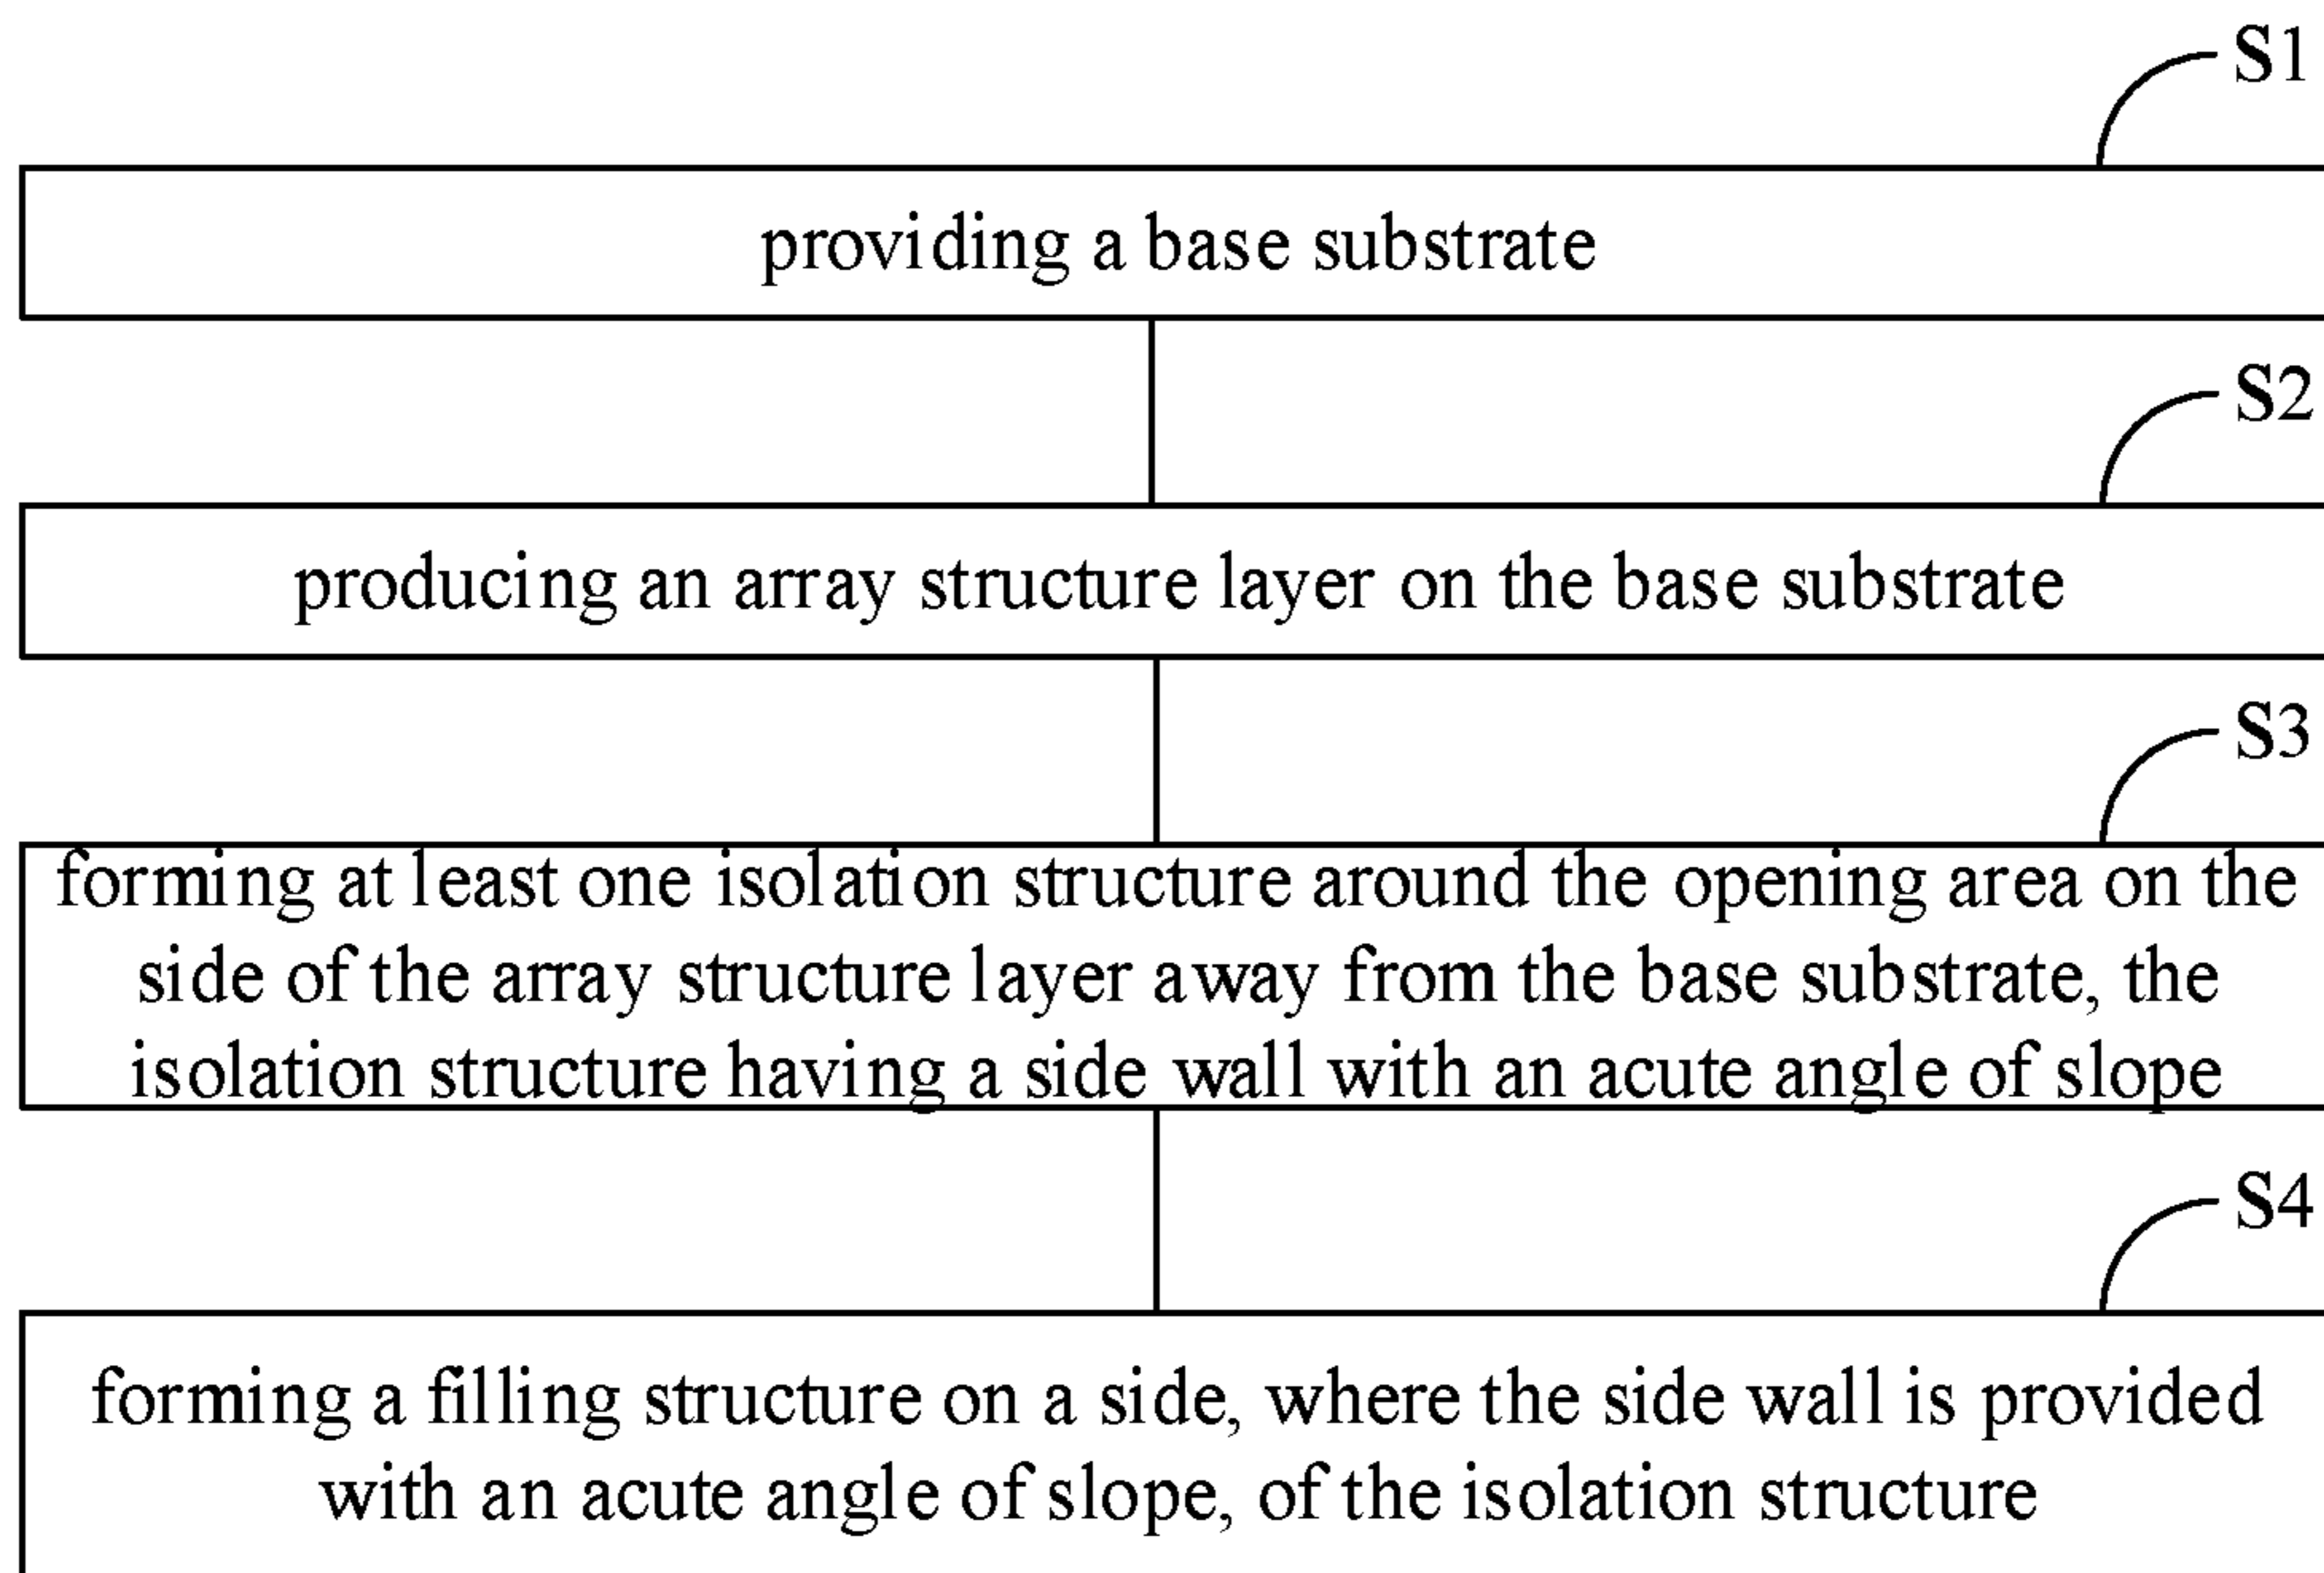 S1
providing a base substrate
S2
producing an array structure layer on the base substrate
S3
forming at least one isolation structure around the opening area on the
side of the array structure layer away from the base substrate, the
isolation structure having a side wall with an acute angle of slope
S4
forming a filling structure on a side, where the side wall is provided
with an acute angle of slope, of the isolation structure